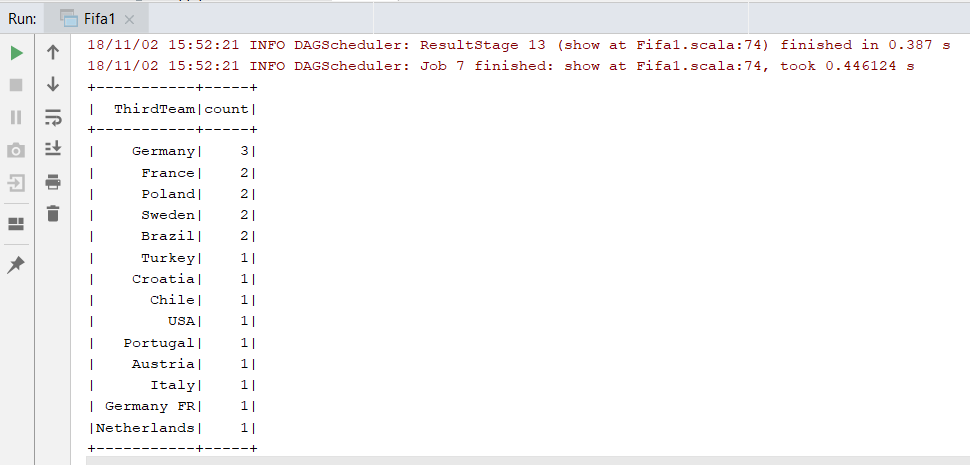 Run: Fifa1
18/11/02 15:52:21 INFO DAGScheduler: ResultStage 13 (show at Fifa1.scala:74) finished in 0.387 s
18/11/02 15:52:21 INFO DAGScheduler: Job 7 finished: show at Fifa1.scala:74, took 0.446124 s
+-----------+-----+
|  ThirdTeam|count|
+-----------+-----+
|    Germany|    3|
|     France|    2|
|     Poland|    2|
|     Sweden|    2|
|     Brazil|    2|
|     Turkey|    1|
|    Croatia|    1|
|      Chile|    1|
|        USA|    1|
|   Portugal|    1|
|    Austria|    1|
|      Italy|    1|
| Germany FR|    1|
|Netherlands|    1|
+-----------+-----+